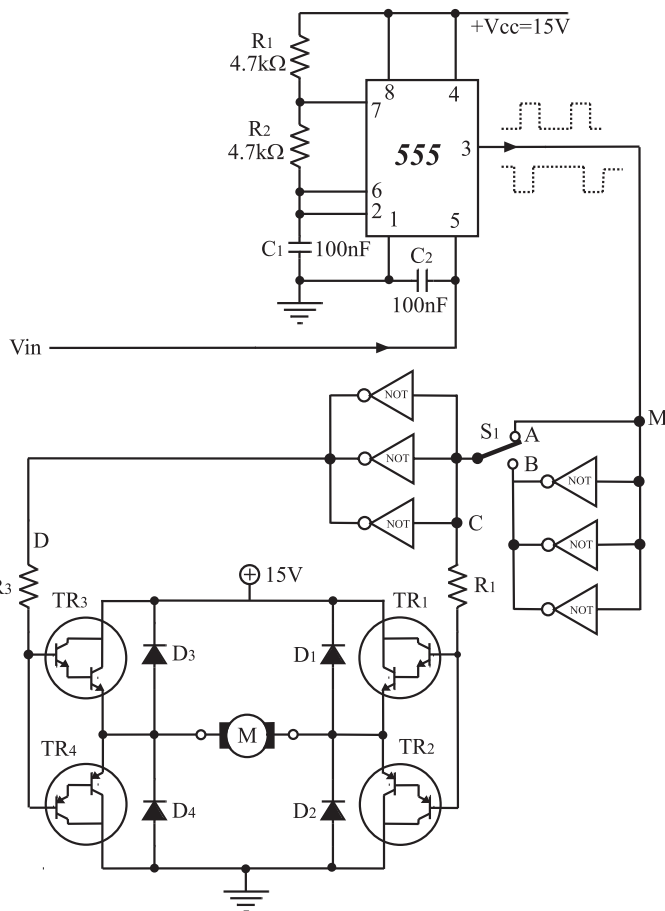 +Vcc=15V
R1
4.7kΩ
8
4
7
R2
4.7kΩ
555
3
6
2
1
5
C1
100nF
C2
100nF
Vin
M
S1
A
B
NOT
NOT
NOT
NOT
NOT
NOT
C
D
R3
R1
15V
TR3
TR1
D3
D1
M
TR4
TR2
D4
D2